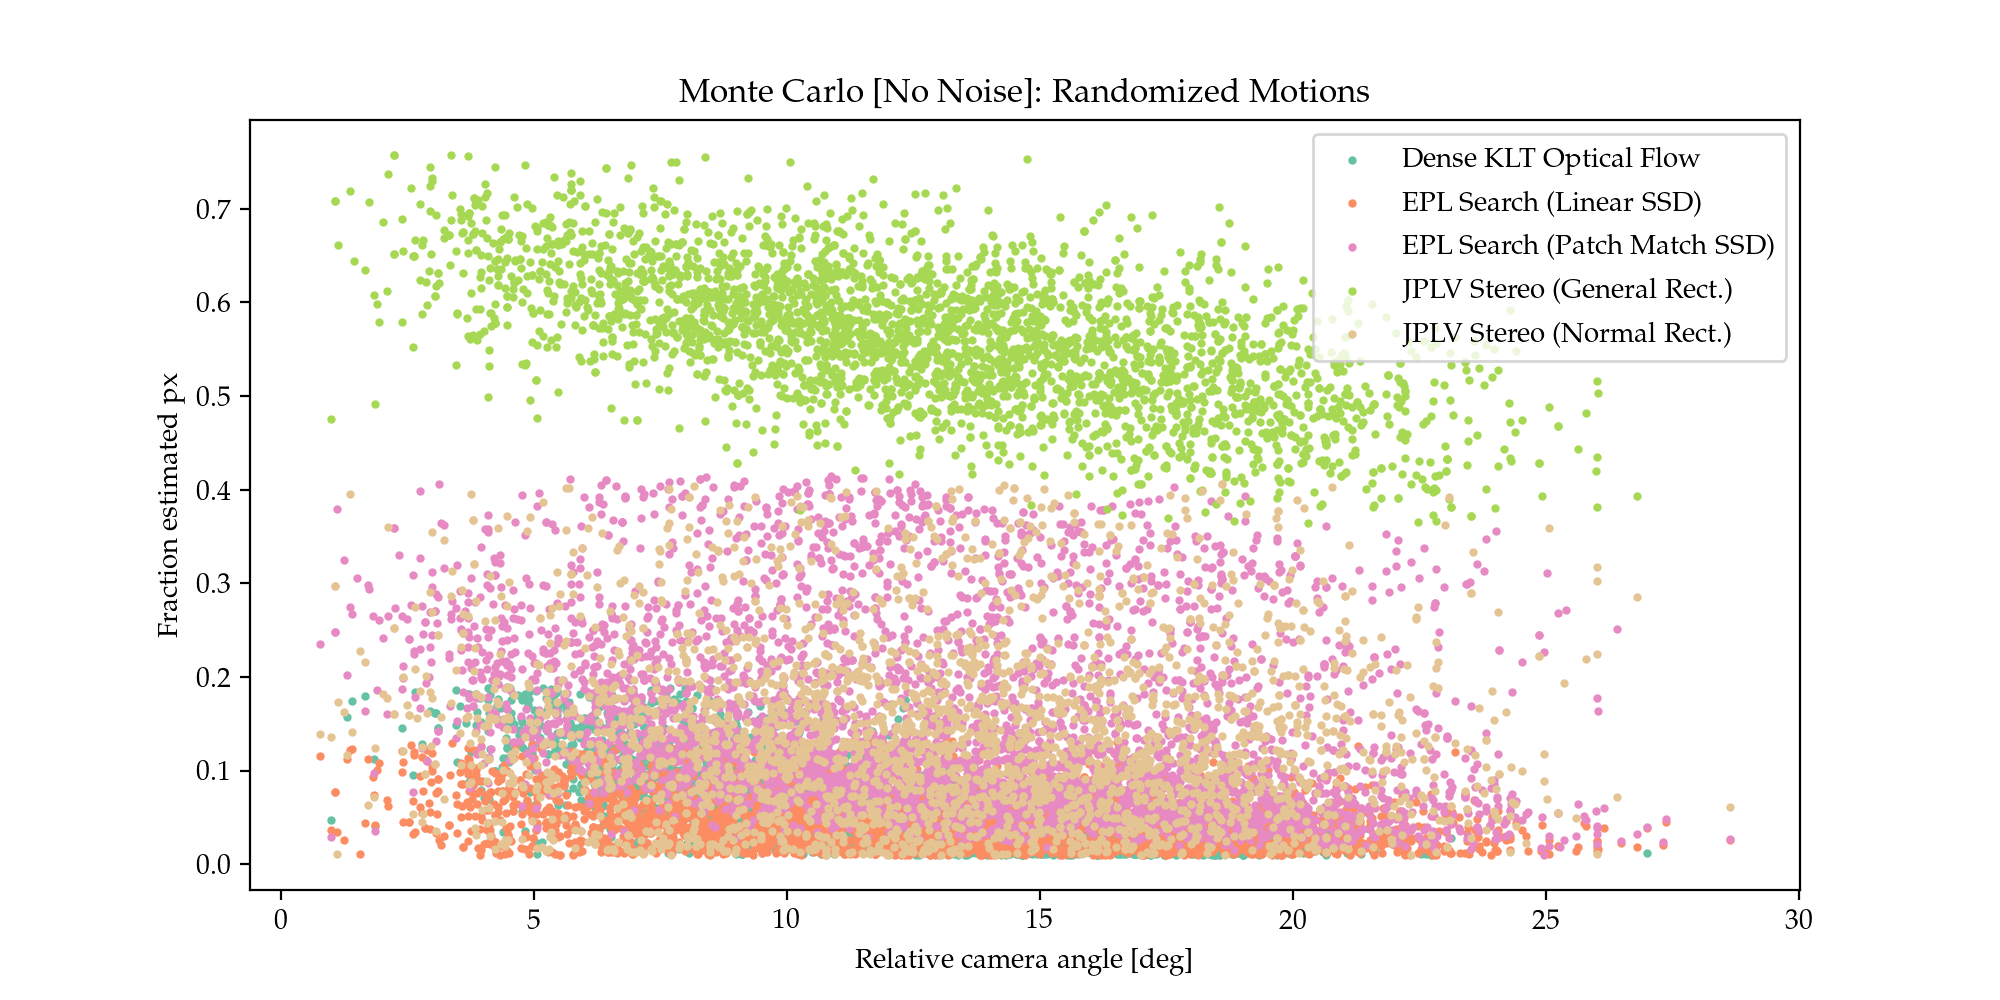 Monte Carlo [No Noise]: Randomized Motions
Dense KLT Optical Flow
EPL Search (Linear SSD)
EPL Search (Patch Match SSD)
JPLV Stereo (General Rect.)
JPLV Stereo (Normal Rect.)
Fraction estimated px
0.7
0.6
0.5
0.4
0.3
0.2
0.1
0.0
0 5 10 15 20 25 30
Relative camera angle [deg]